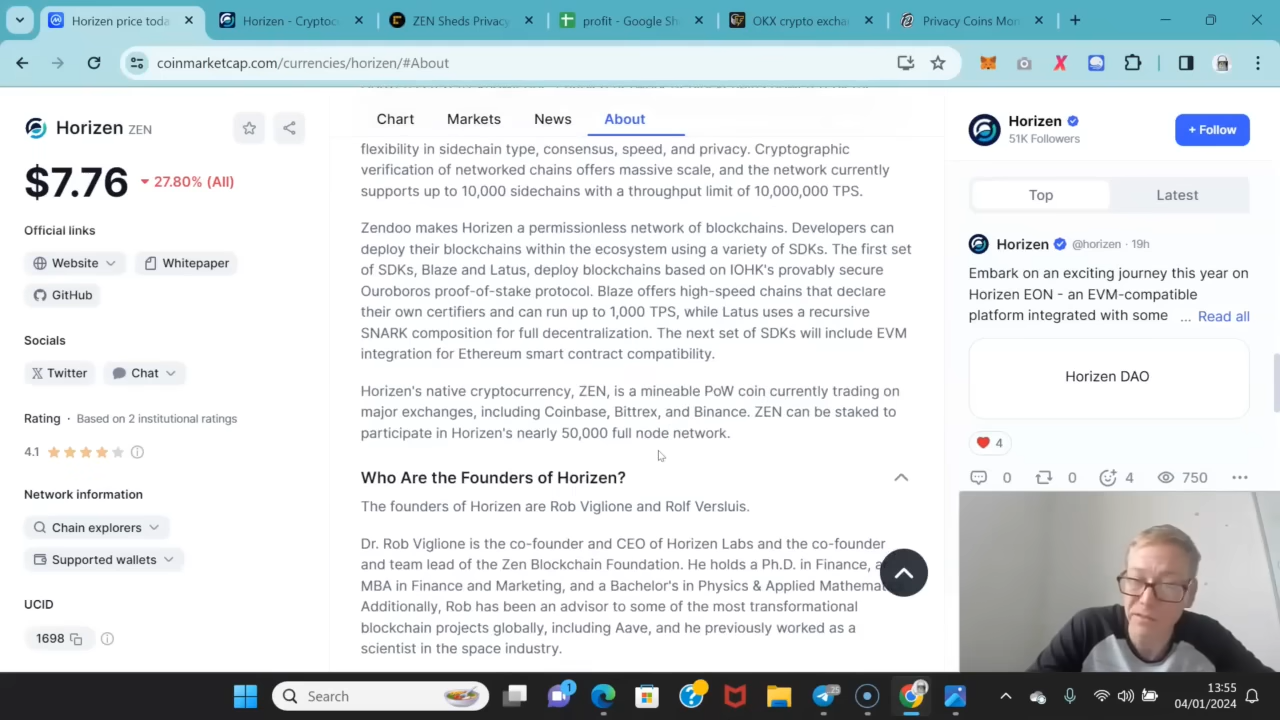 Horizen price toda
Horizen - Cryptoc
ZEN Sheds Privacy
profit - Google Sh
OKX crypto excha
Privacy Coins Mon
coinmarketcap.com/currencies/horizen/#About
Horizen ZEN
$7.76
27.80% (All)
Official links
Website
Whitepaper
GitHub
Socials
Twitter
Chat
Rating · Based on 2 institutional ratings
4.1
Network information
Chain explorers
Supported wallets
UCID
1698
Chart
Markets
News
About
flexibility in sidechain type, consensus, speed, and privacy. Cryptographic
verification of networked chains offers massive scale, and the network currently
supports up to 10,000 sidechains with a throughput limit of 10,000,000 TPS.
Zendoo makes Horizen a permissionless network of blockchains. Developers can
deploy their blockchains within the ecosystem using a variety of SDKs. The first set
of SDKs, Blaze and Latus, deploy blockchains based on IOHK's provably secure
Ouroboros proof-of-stake protocol. Blaze offers high-speed chains that declare
their own certifiers and can run up to 1,000 TPS, while Latus uses a recursive
SNARK composition for full decentralization. The next set of SDKs will include EVM
integration for Ethereum smart contract compatibility.
Horizen's native cryptocurrency, ZEN, is a mineable PoW coin currently trading on
major exchanges, including Coinbase, Bittrex, and Binance. ZEN can be staked to
participate in Horizen's nearly 50,000 full node network.
Who Are the Founders of Horizen?
The founders of Horizen are Rob Viglione and Rolf Versluis.
Dr. Rob Viglione is the co-founder and CEO of Horizen Labs and the co-founder
and team lead of the Zen Blockchain Foundation. He holds a Ph.D. in Finance, a
MBA in Finance and Marketing, and a Bachelor's in Physics & Applied Mathema
Additionally, Rob has been an advisor to some of the most transformational
blockchain projects globally, including Aave, and he previously worked as a
scientist in the space industry.
Horizen
51K Followers
+ Follow
Top
Latest
Horizen @horizen · 19h
Embark on an exciting journey this year on
Horizen EON - an EVM-compatible
platform integrated with some ... Read all
Horizen DAO
4
0
0
4
750
Search
1
25
13:55
04/01/2024